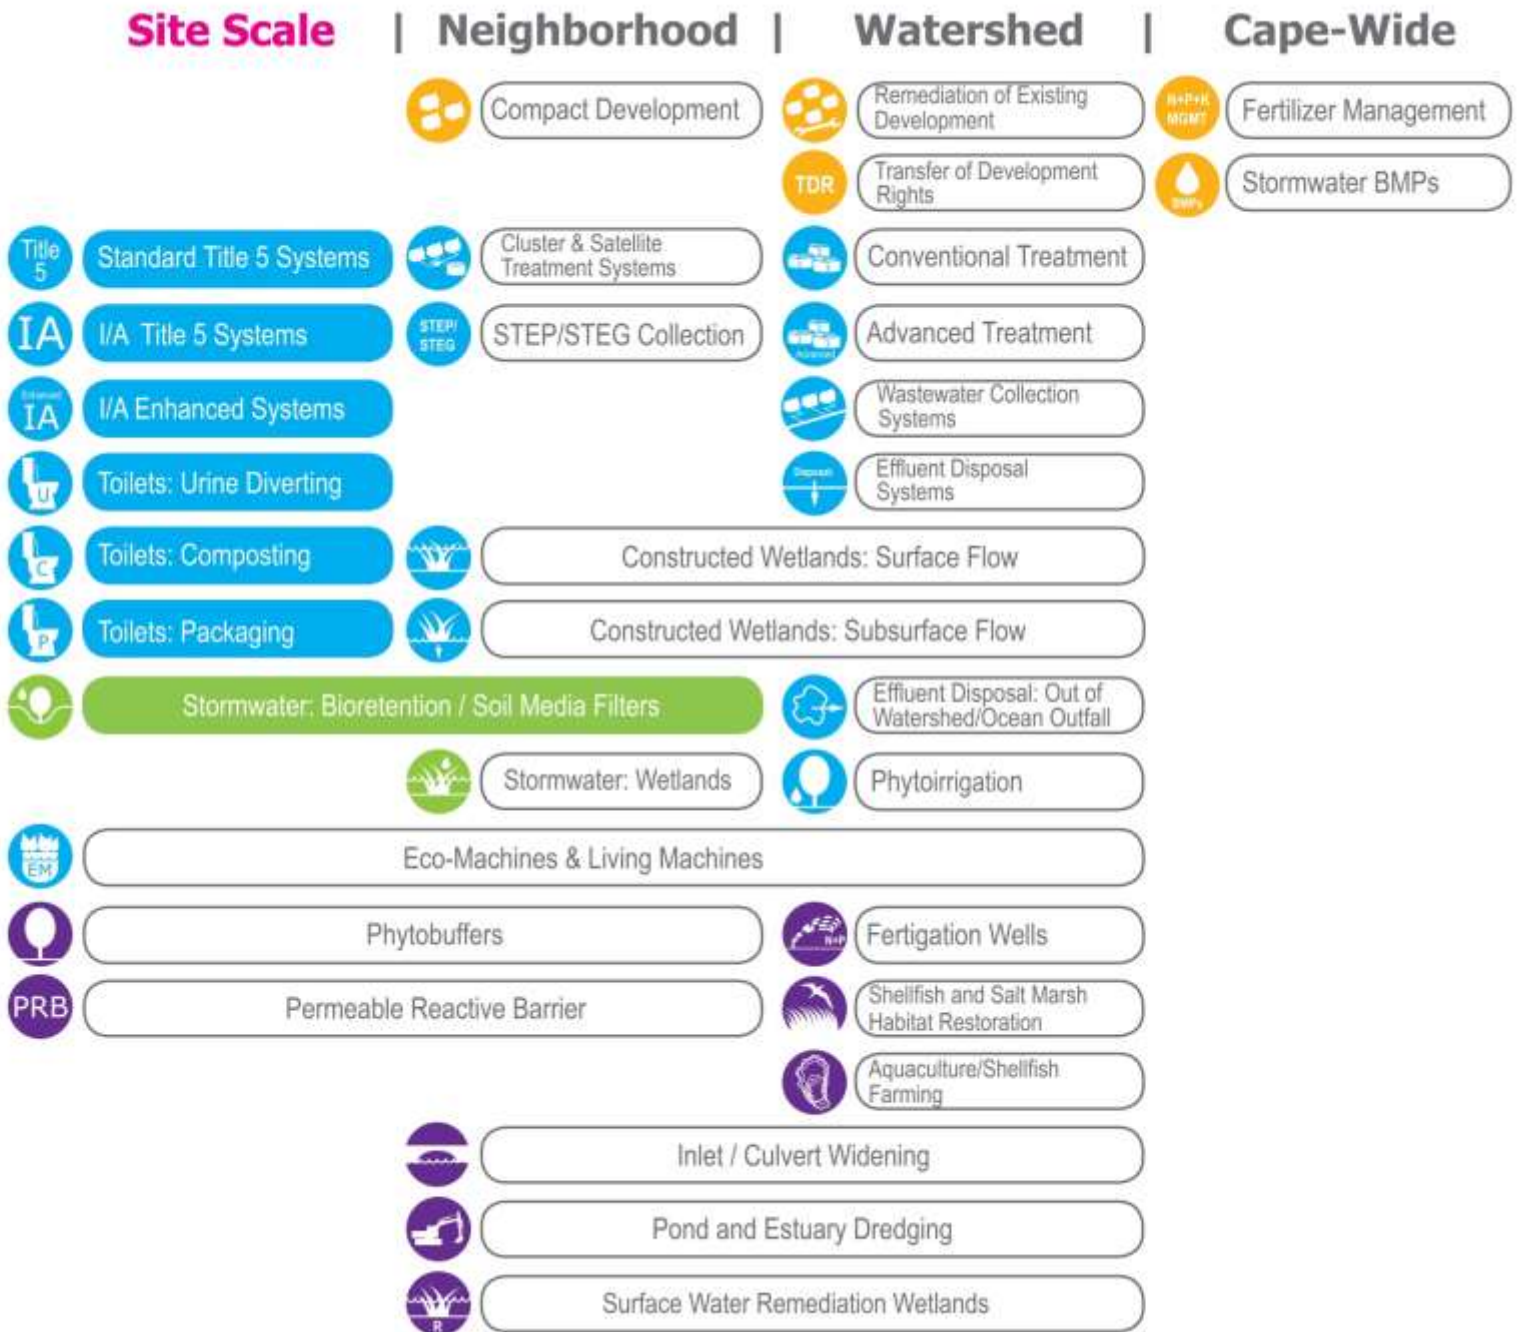 Site Scale | Neighborhood | Watershed | Cape-Wide
Compact Development
Remediation of Existing
Development
N+P+K
MGMT
Fertilizer Management
TDR
Transfer of Development
Rights
BMPs
Stormwater BMPs
Title
5
Standard Title 5 Systems
Cluster & Satellite
Treatment Systems
Conventional Treatment
IA
I/A Title 5 Systems
STEP/
STEG
STEP/STEG Collection
Advanced
Advanced Treatment
Enhanced
IA
I/A Enhanced Systems
Wastewater Collection
Systems
U
Toilets: Urine Diverting
Disposal
Effluent Disposal
Systems
C
Toilets: Composting
Constructed Wetlands: Surface Flow
P
Toilets: Packaging
Constructed Wetlands: Subsurface Flow
Stormwater: Bioretention / Soil Media Filters
Effluent Disposal: Out of
Watershed/Ocean Outfall
Stormwater: Wetlands
Phytoirrigation
EM
Eco-Machines & Living Machines
Phytobuffers
N+P
Fertigation Wells
PRB
Permeable Reactive Barrier
Shellfish and Salt Marsh
Habitat Restoration
Aquaculture/Shellfish
Farming
Inlet / Culvert Widening
Pond and Estuary Dredging
R
Surface Water Remediation Wetlands